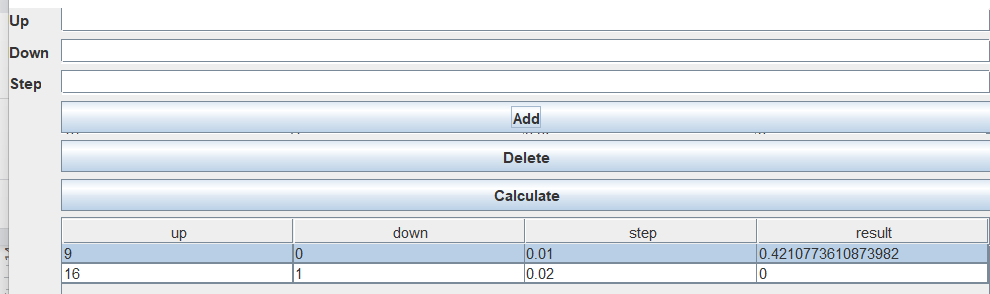 Up
Down
Step
Add
Delete
Calculate
up down step result
9 0 0.01 0.4210773610873982
16 1 0.02 0